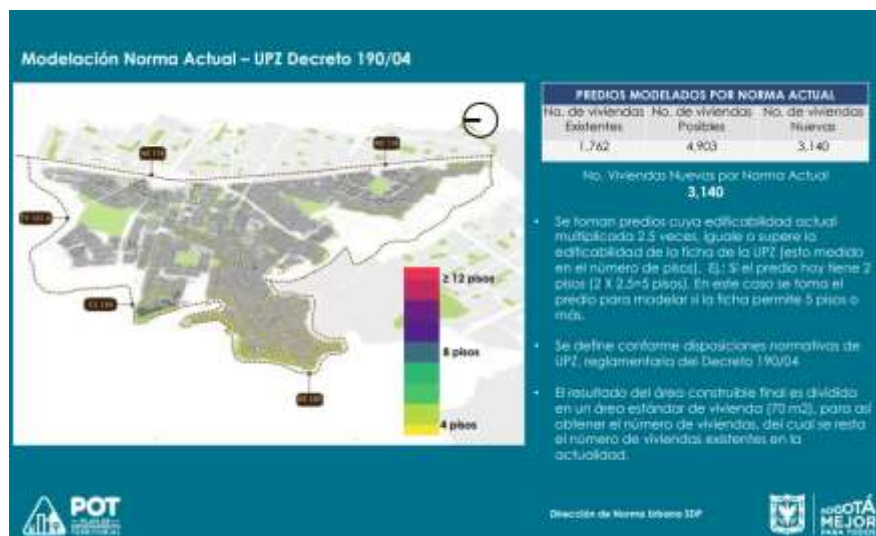 Modelación Norma Actual – UPZ Decreto 190/04
PREDIOS MODELADOS POR NORMA ACTUAL
No. de viviendas Existentes
No. de viviendas Posibles
No. de viviendas Nuevas
1,762
4,903
3,140
No. Viviendas Nuevas por Norma Actual
3,140
• Se toman predios cuya edificabilidad actual
multiplicada 2.5 veces, iguale o supere la
edificabilidad de la ficha de la UPZ (esto medido
en el número de pisos). Ej.: Si el predio hoy tiene 2
pisos (2 X 2.5=5 pisos). En este caso se toma el
predio para modelar si la ficha permite 5 pisos o
más.
• Se define conforme disposiciones normativas de
UPZ, reglamentario del Decreto 190/04
• El resultado del área construible final es dividida
en un área estándar de vivienda (70 m2), para así
obtener el número de viviendas, del cual se resta
el número de viviendas existentes en la
actualidad.
≥ 12 pisos
8 pisos
4 pisos
POT
PLAN DE
ORDENAMIENTO
TERRITORIAL
Dirección de Norma Urbana SDP
BOGOTÁ
MEJOR
PARA TODOS